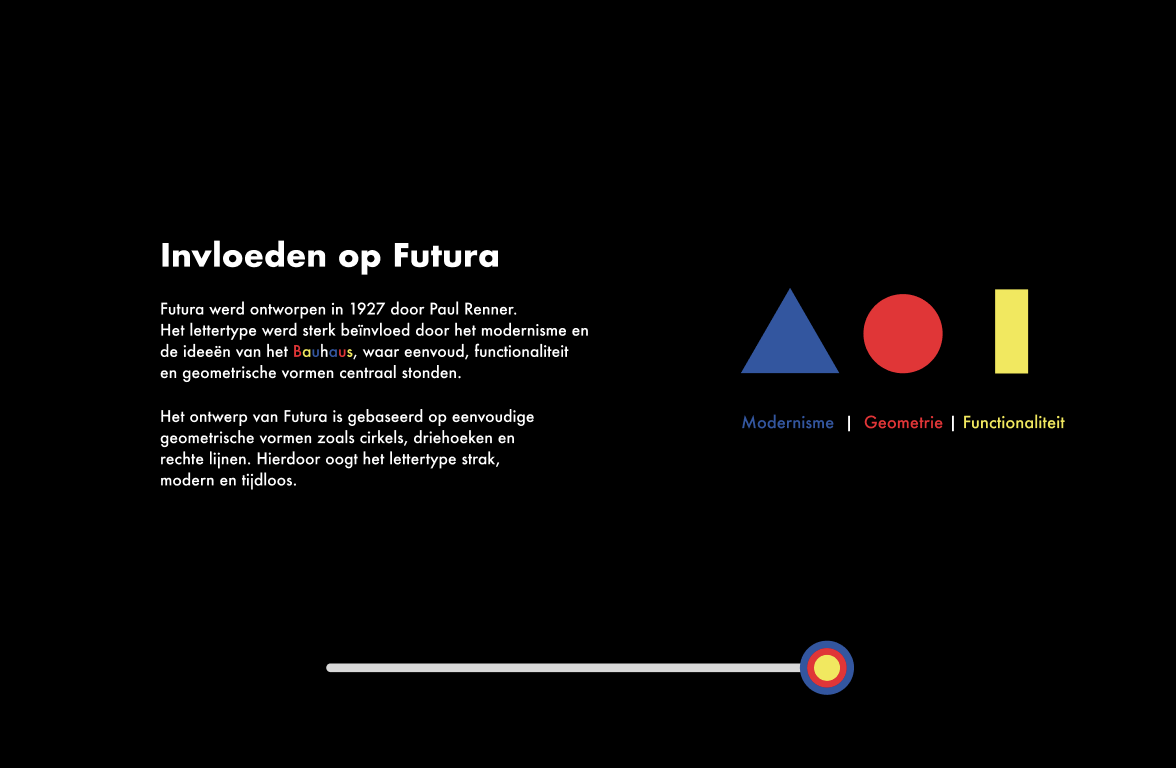 Invloeden op Futura
Futura werd ontworpen in 1927 door Paul Renner.
Het lettertype werd sterk beïnvloed door het modernisme en
de ideeën van het Bauhaus, waar eenvoud, functionaliteit
en geometrische vormen centraal stonden.
Het ontwerp van Futura is gebaseerd op eenvoudige
geometrische vormen zoals cirkels, driehoeken en
rechte lijnen. Hierdoor oogt het lettertype strak,
modern en tijdloos.
Modernisme | Geometrie | Functionaliteit